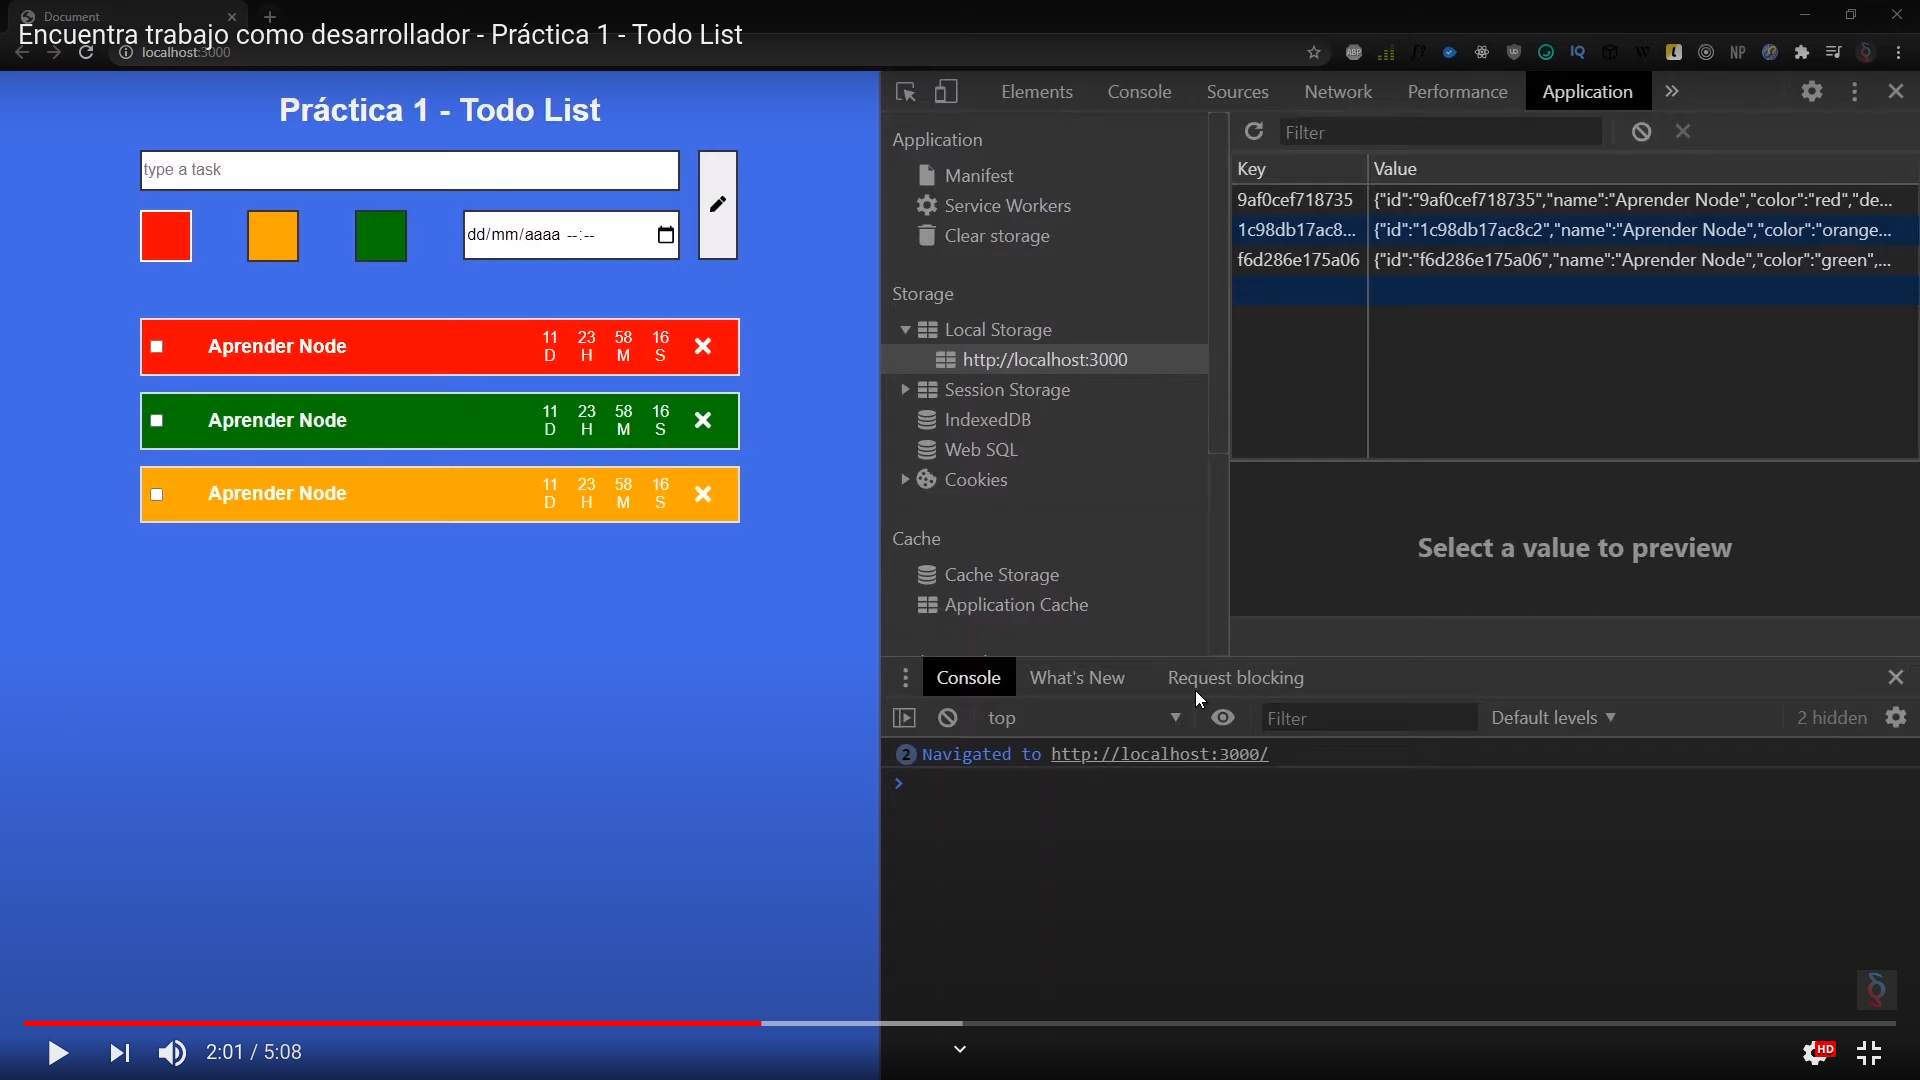 Document
Encuentra trabajo como desarrollador - Práctica 1 - Todo List
localhost:3000
Práctica 1 - Todo List
type a task
dd/mm/aaaa --:--
Aprender Node
11 23 58 16
D H M S
Aprender Node
11 23 58 16
D H M S
Aprender Node
11 23 58 16
D H M S
Elements Console Sources Network Performance Application
Application
Manifest
Service Workers
Clear storage
Storage
Local Storage
http://localhost:3000
Session Storage
IndexedDB
Web SQL
Cookies
Cache
Cache Storage
Application Cache
Filter
Key Value
9af0cef718735 {"id":"9af0cef718735","name":"Aprender Node","color":"red","de...
1c98db17ac8... {"id":"1c98db17ac8c2","name":"Aprender Node","color":"orange...
f6d286e175a06 {"id":"f6d286e175a06","name":"Aprender Node","color":"green",...
Select a value to preview
Console What's New Request blocking
top Filter Default levels 2 hidden
2 Navigated to http://localhost:3000/
2:01 / 5:08
HD